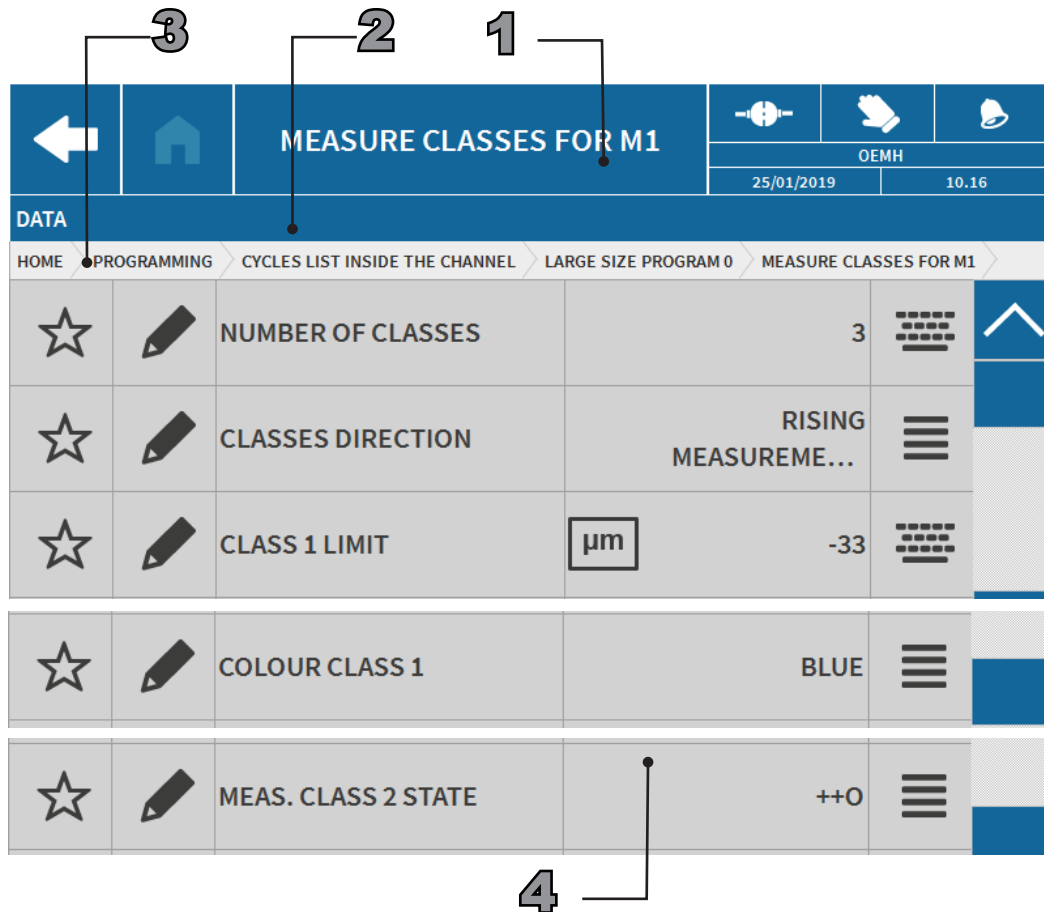 3 2 1
MEASURE CLASSES FOR M1
OEMH
25/01/2019 10.16
DATA
HOME PROGRAMMING CYCLES LIST INSIDE THE CHANNEL LARGE SIZE PROGRAM 0 MEASURE CLASSES FOR M1
NUMBER OF CLASSES 3
CLASSES DIRECTION RISING
MEASUREME...
CLASS 1 LIMIT µm -33
COLOUR CLASS 1 BLUE
MEAS. CLASS 2 STATE ++O
4